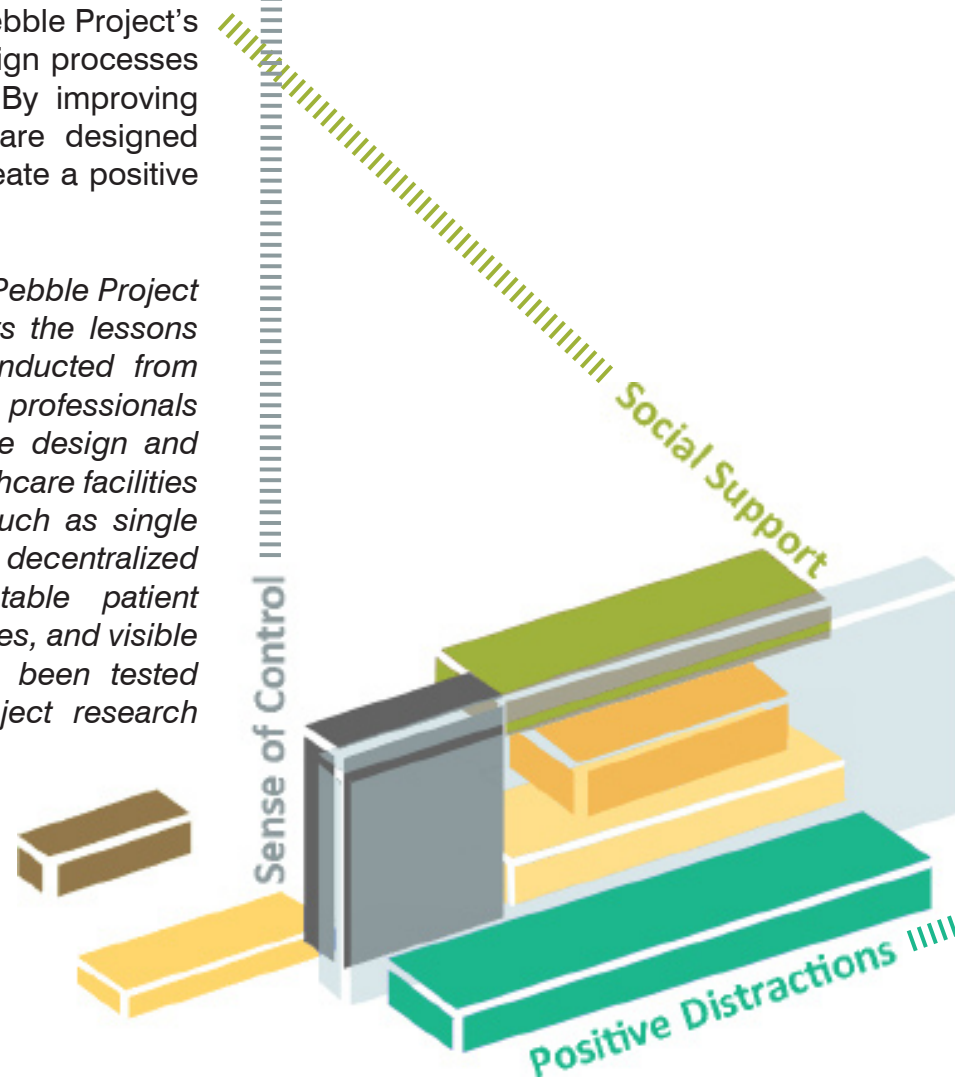 ebble Project’s
ign processes
By improving
are designed
eate a positive
Pebble Project
rs the lessons
nducted from
professionals
e design and
hcare facilities
uch as single
decentralized
table patient
es, and visible
been tested
ject research
Social Support
Sense of Control
Positive Distractions